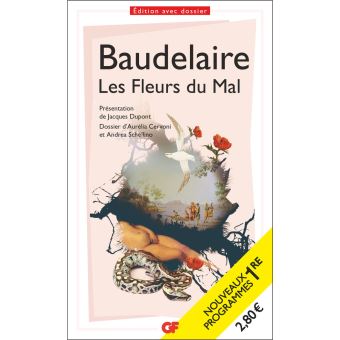 Édition avec dossier
Baudelaire
Les Fleurs du Mal
Présentation
de Jacques Dupont
Dossier d'Aurélia Cervoni
et Andrea Schellino
NOUVEAUX
PROGRAMMES
1RE
2,80 €
GF